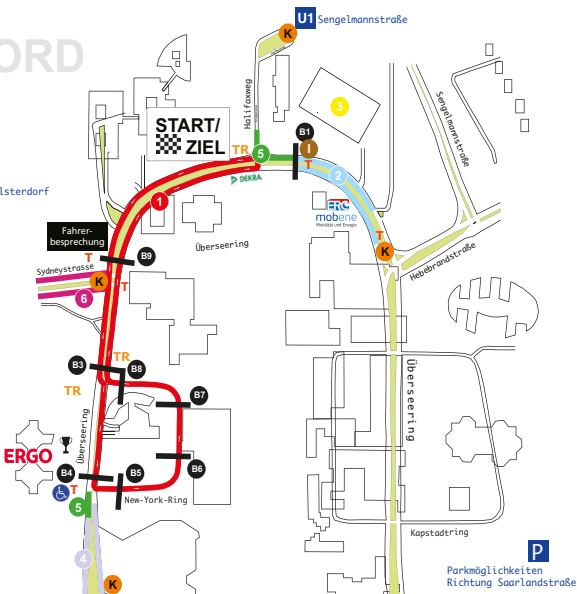 U1 Sengelmannstraße
K
ORD
Halifaxweg
3
Sengelmannstraße
START/
ZIEL
TR
5
B1
I
T
2
DEKRA
lsterdorf
1
ERC
mobene
Mobilität und Energie
Fahrer-
besprechung
Überseering
T
K
Hebebrandstraße
T
B9
Sydneystrasse
K
T
6
B3
TR
B8
TR
B7
Überseering
Überseering
ERGO
B4
B5
B6
T
5
New-York-Ring
Kapstadtring
4
K
P
Parkmöglichkeiten
Richtung Saarlandstraße